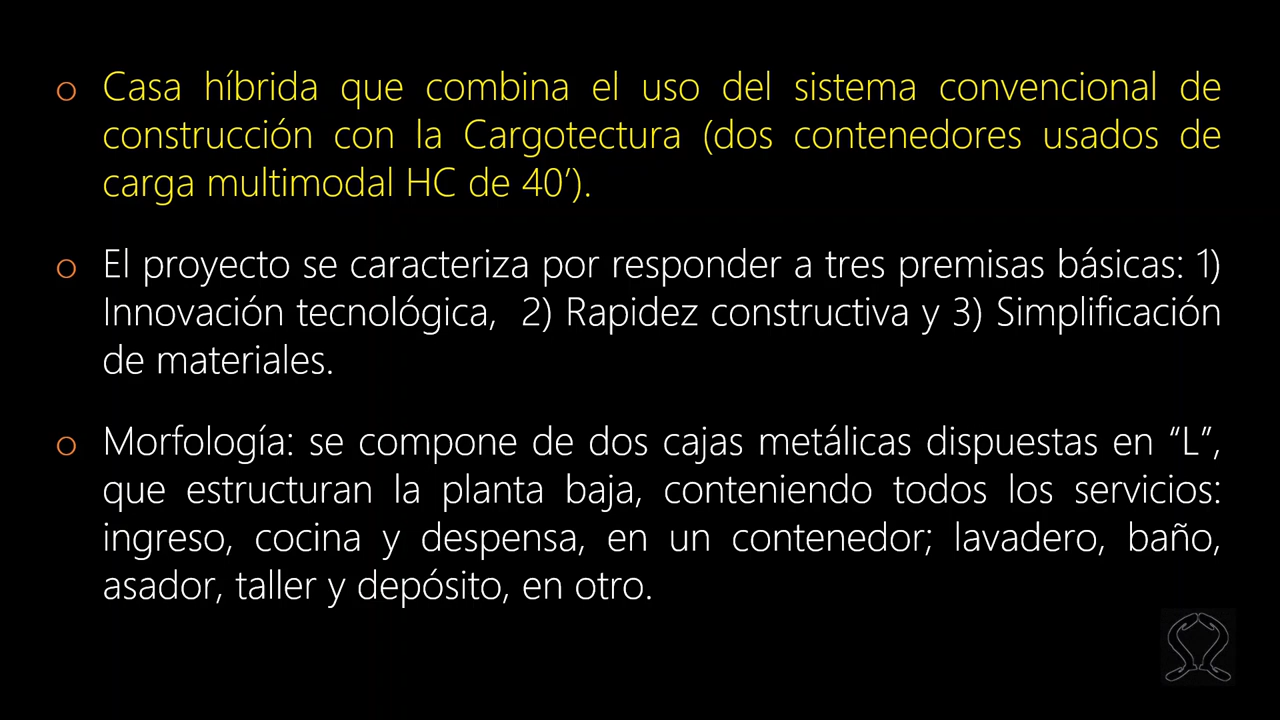 o Casa híbrida que combina el uso del sistema convencional de
construcción con la Cargotectura (dos contenedores usados de
carga multimodal HC de 40’).
o El proyecto se caracteriza por responder a tres premisas básicas: 1)
Innovación tecnológica, 2) Rapidez constructiva y 3) Simplificación
de materiales.
o Morfología: se compone de dos cajas metálicas dispuestas en “L”,
que estructuran la planta baja, conteniendo todos los servicios:
ingreso, cocina y despensa, en un contenedor; lavadero, baño,
asador, taller y depósito, en otro.